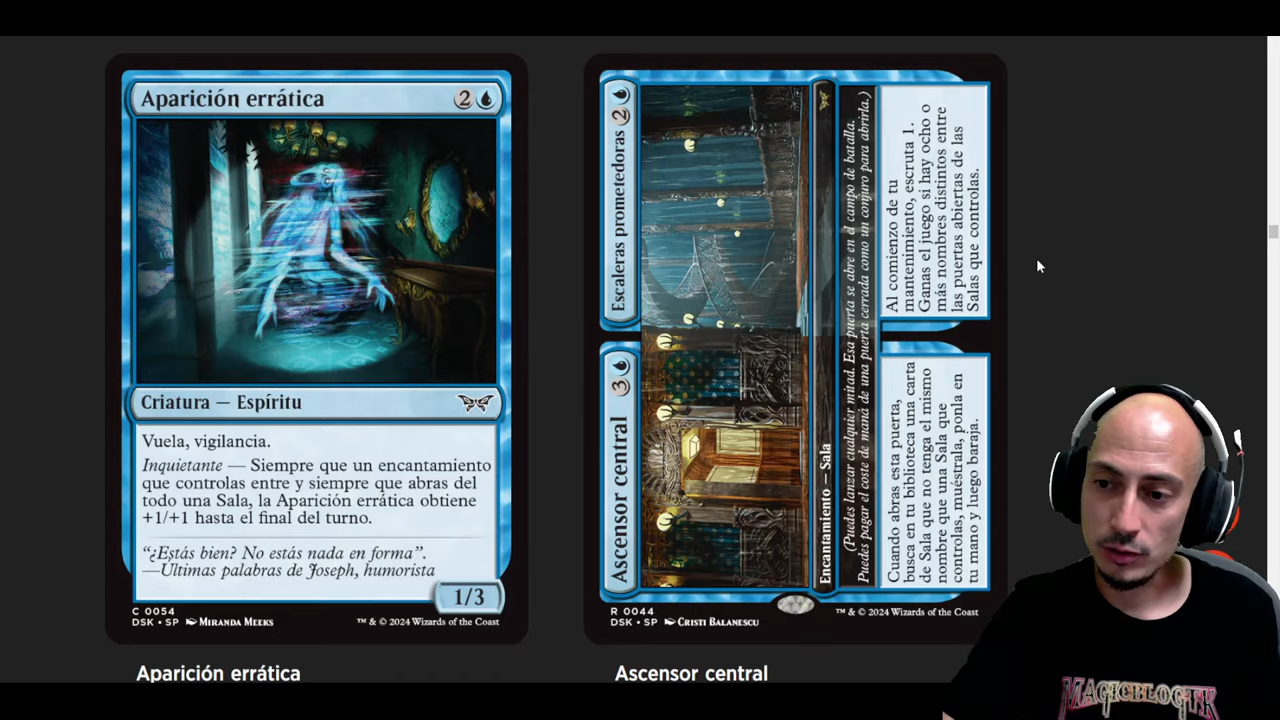 Aparición errática
2
Criatura — Espíritu
Vuela, vigilancia.
Inquietante — Siempre que un encantamiento
que controlas entre y siempre que abras del
todo una Sala, la Aparición errática obtiene
+1/+1 hasta el final del turno.
“¿Estás bien? No estás nada en forma”.
—Últimas palabras de Joseph, humorista
1/3
C 0054
DSK • SP MIRANDA MEEKS
™ & © 2024 Wizards of the Coast
Aparición errática
Ascensor central
3
Cuando abras esta puerta,
busca en tu biblioteca una carta
de Sala que no tenga el mismo
nombre que una Sala que
controlas, muéstrala, ponla en
tu mano y luego baraja.
Escaleras prometedoras
2
Al comienzo de tu
mantenimiento, escruta 1.
Ganas el juego si hay ocho o
más nombres distintos entre
las puertas abiertas de las
Salas que controlas.
Encantamiento — Sala
(Puedes lanzar cualquier mitad. Esa puerta se abre en el campo de batalla.
Puedes pagar el coste de maná de una puerta cerrada como un conjuro para abrirla.)
R 0044
DSK • SP CRISTI BALANESCU
™ & © 2024 Wizards of the Coast
Ascensor central
MAGICBLOGTK